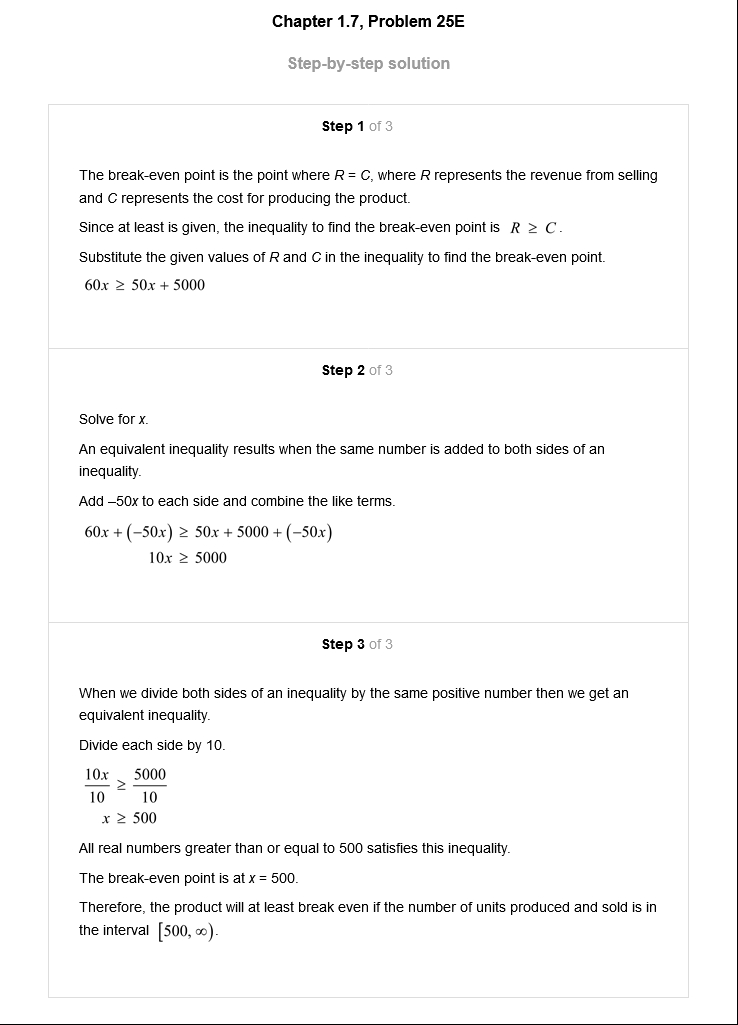 Chapter 1.7, Problem 25E
Step-by-step solution
Step 1 of 3
The break-even point is the point where R = C, where R represents the revenue from selling
and C represents the cost for producing the product.
Since at least is given, the inequality to find the break-even point is R ≥ C.
Substitute the given values of R and C in the inequality to find the break-even point.
60x ≥ 50x + 5000
Step 2 of 3
Solve for x.
An equivalent inequality results when the same number is added to both sides of an
inequality.
Add –50x to each side and combine the like terms.
60x + (−50x) ≥ 50x + 5000 + (−50x)
10x ≥ 5000
Step 3 of 3
When we divide both sides of an inequality by the same positive number then we get an
equivalent inequality.
Divide each side by 10.
10x/10 ≥ 5000/10
x ≥ 500
All real numbers greater than or equal to 500 satisfies this inequality.
The break-even point is at x = 500.
Therefore, the product will at least break even if the number of units produced and sold is in
the interval [500, ∞).